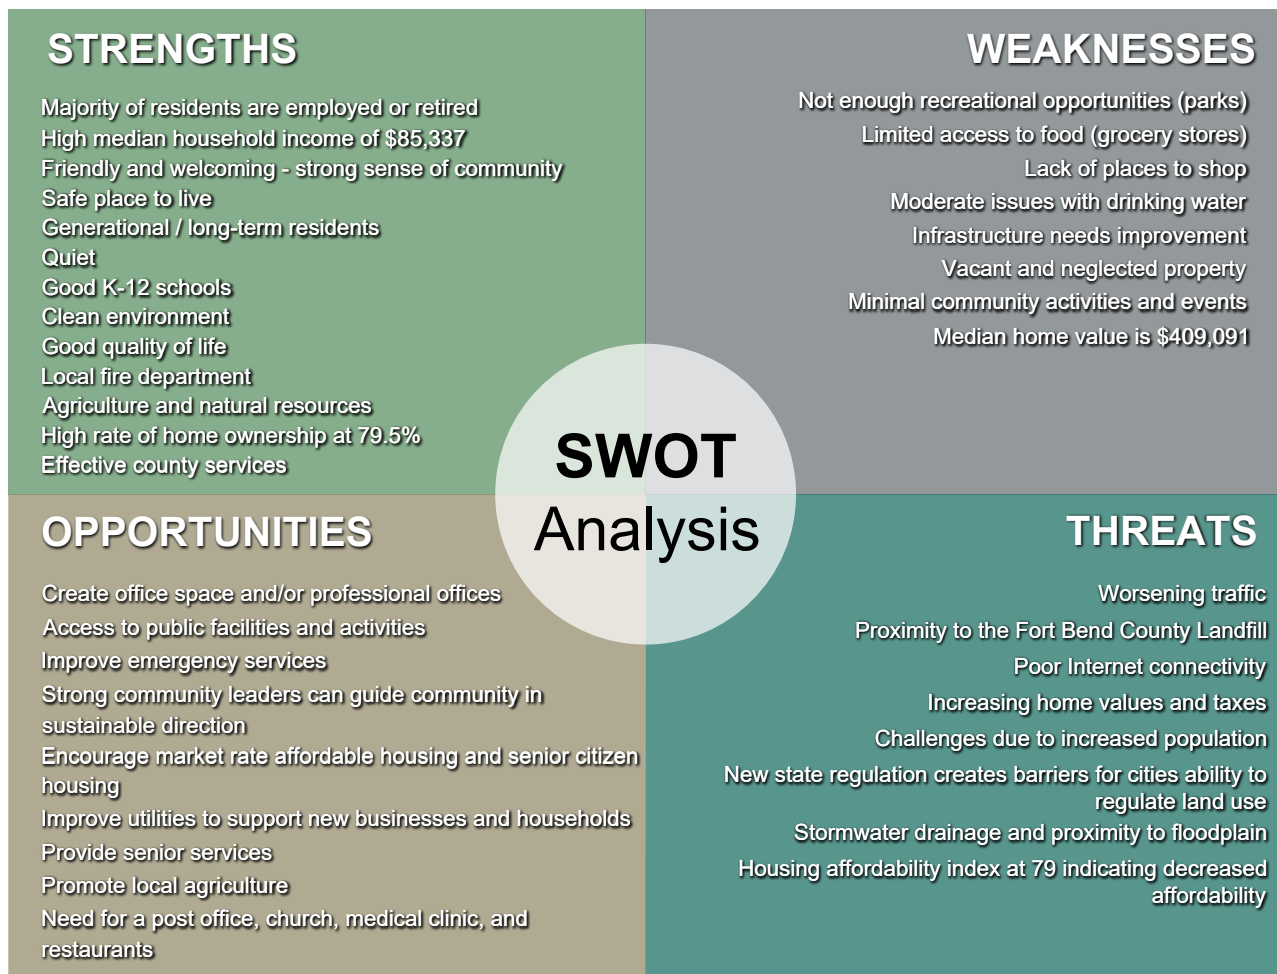 STRENGTHS
Majority of residents are employed or retired
High median household income of $85,337
Friendly and welcoming - strong sense of community
Safe place to live
Generational / long-term residents
Quiet
Good K-12 schools
Clean environment
Good quality of life
Local fire department
Agriculture and natural resources
High rate of home ownership at 79.5%
Effective county services
WEAKNESSES
Not enough recreational opportunities (parks)
Limited access to food (grocery stores)
Lack of places to shop
Moderate issues with drinking water
Infrastructure needs improvement
Vacant and neglected property
Minimal community activities and events
Median home value is $409,091
SWOT
Analysis
OPPORTUNITIES
Create office space and/or professional offices
Access to public facilities and activities
Improve emergency services
Strong community leaders can guide community in
sustainable direction
Encourage market rate affordable housing and senior citizen
housing
Improve utilities to support new businesses and households
Provide senior services
Promote local agriculture
Need for a post office, church, medical clinic, and
restaurants
THREATS
Worsening traffic
Proximity to the Fort Bend County Landfill
Poor Internet connectivity
Increasing home values and taxes
Challenges due to increased population
New state regulation creates barriers for cities ability to
regulate land use
Stormwater drainage and proximity to floodplain
Housing affordability index at 79 indicating decreased
affordability